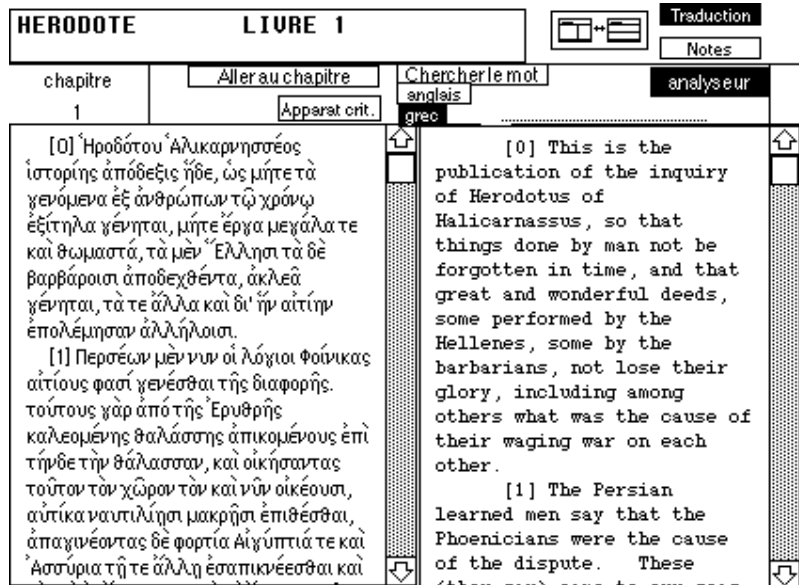 HERODOTE LIVRE 1
Traduction
Notes
chapitre
1
Aller au chapitre
Apparat crit.
Chercher le mot
anglais
grec
analyseur
[0] Ἡροδότου Ἁλικαρνησσέος
ἱστορίης ἀπόδεξις ἥδε, ὡς μήτε τὰ
γενόμενα ἐξ ἀνθρώπων τῷ χρόνῳ
ἐξίτηλα γένηται, μήτε ἔργα μεγάλα τε
καὶ θωμαστά, τὰ μὲν Ἕλλησι τὰ δὲ
βαρβάροισι ἀποδεχθέντα, ἀκλεᾶ
γένηται, τά τε ἄλλα καὶ δι' ἣν αἰτίην
ἐπολέμησαν ἀλλήλοισι.
[1] Περσέων μὲν νυν οἱ λόγιοι Φοίνικας
αἰτίους φασὶ γενέσθαι τῆς διαφορῆς.
τούτους γὰρ ἀπὸ τῆς Ἐρυθρῆς
καλεομένης θαλάσσης ἀπικομένους ἐπὶ
τήνδε τὴν θάλασσαν, καὶ οἰκήσαντας
τοῦτον τὸν χῶρον τὸν καὶ νῦν οἰκέουσι,
αὐτίκα ναυτιλίῃσι μακρῇσι ἐπιθέσθαι,
ἀπαγινέοντας δὲ φορτία Αἰγύπτιά τε καὶ
Ἀσσύρια τῇ τε ἄλλῃ ἐσαπικνέεσθαι καὶ
[0] This is the
publication of the inquiry
of Herodotus of
Halicarnassus, so that
things done by man not be
forgotten in time, and that
great and wonderful deeds,
some performed by the
Hellenes, some by the
barbarians, not lose their
glory, including among
others what was the cause of
their waging war on each
other.
[1] The Persian
learned men say that the
Phoenicians were the cause
of the dispute. These